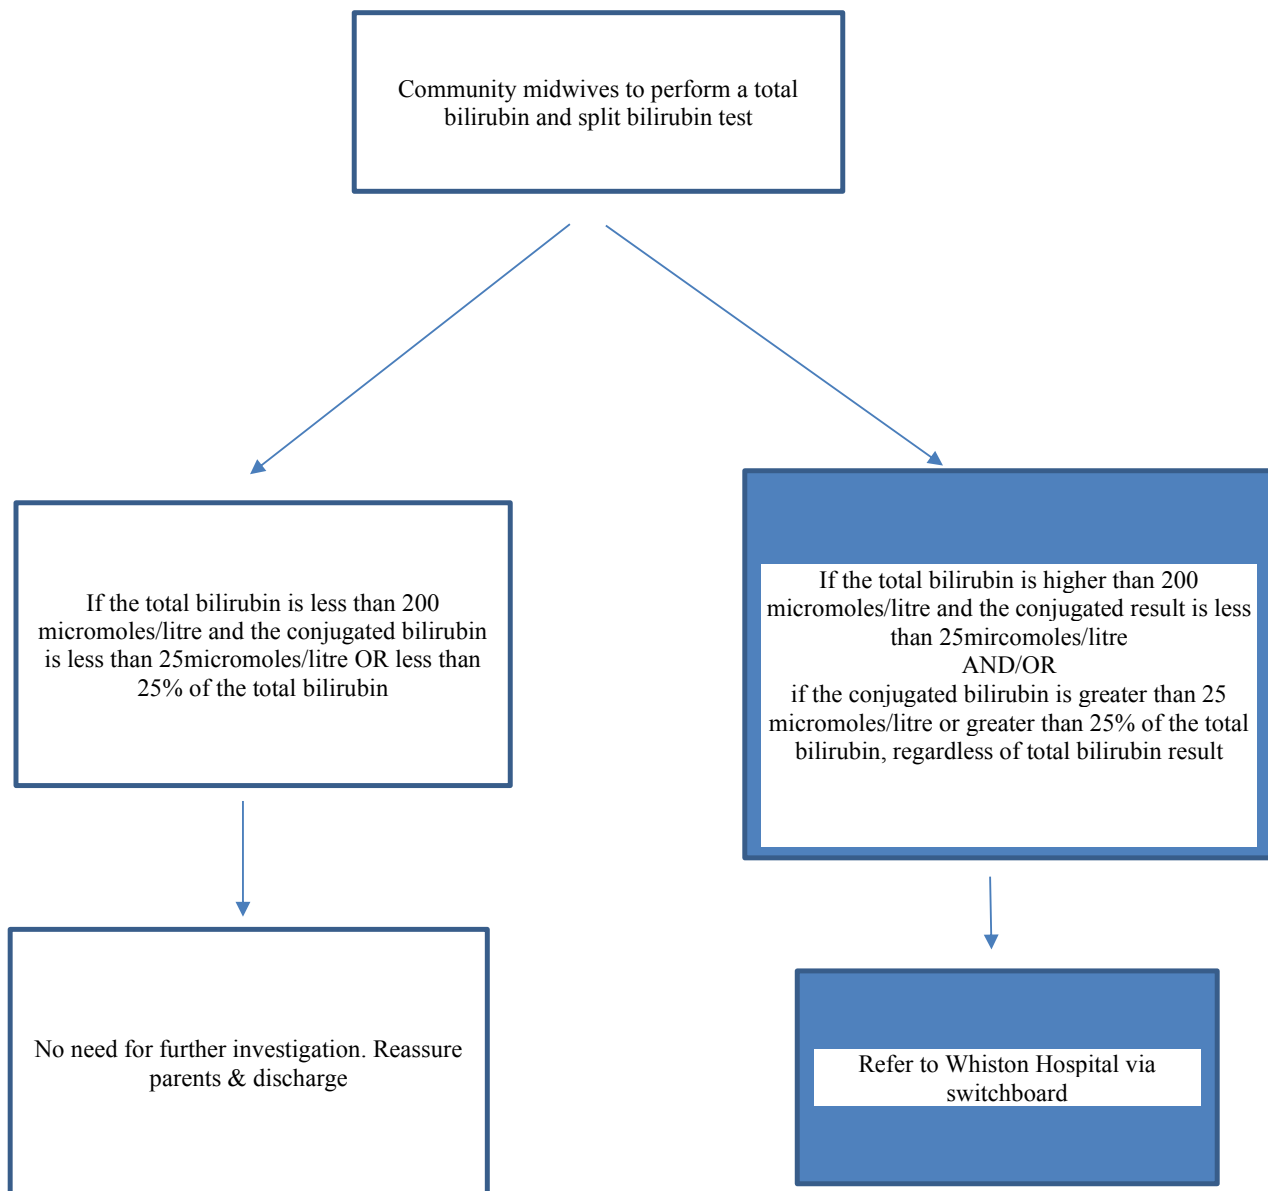 Community midwives to perform a total
bilirubin and split bilirubin test
If the total bilirubin is less than 200
micromoles/litre and the conjugated bilirubin
is less than 25micromoles/litre OR less than
25% of the total bilirubin
If the total bilirubin is higher than 200
micromoles/litre and the conjugated result is less
than 25mircomoles/litre
AND/OR
if the conjugated bilirubin is greater than 25
micromoles/litre or greater than 25% of the total
bilirubin, regardless of total bilirubin result
No need for further investigation. Reassure
parents & discharge
Refer to Whiston Hospital via
switchboard